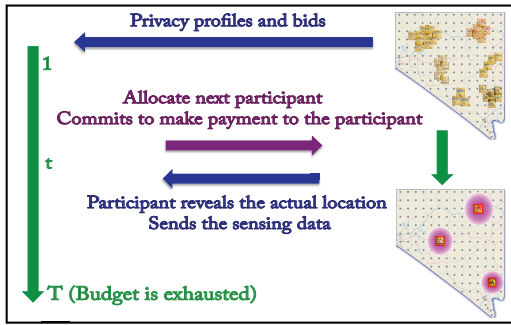 Privacy profiles and bids
1
Allocate next participant
Commits to make payment to the participant
t
Participant reveals the actual location
Sends the sensing data
T (Budget is exhausted)